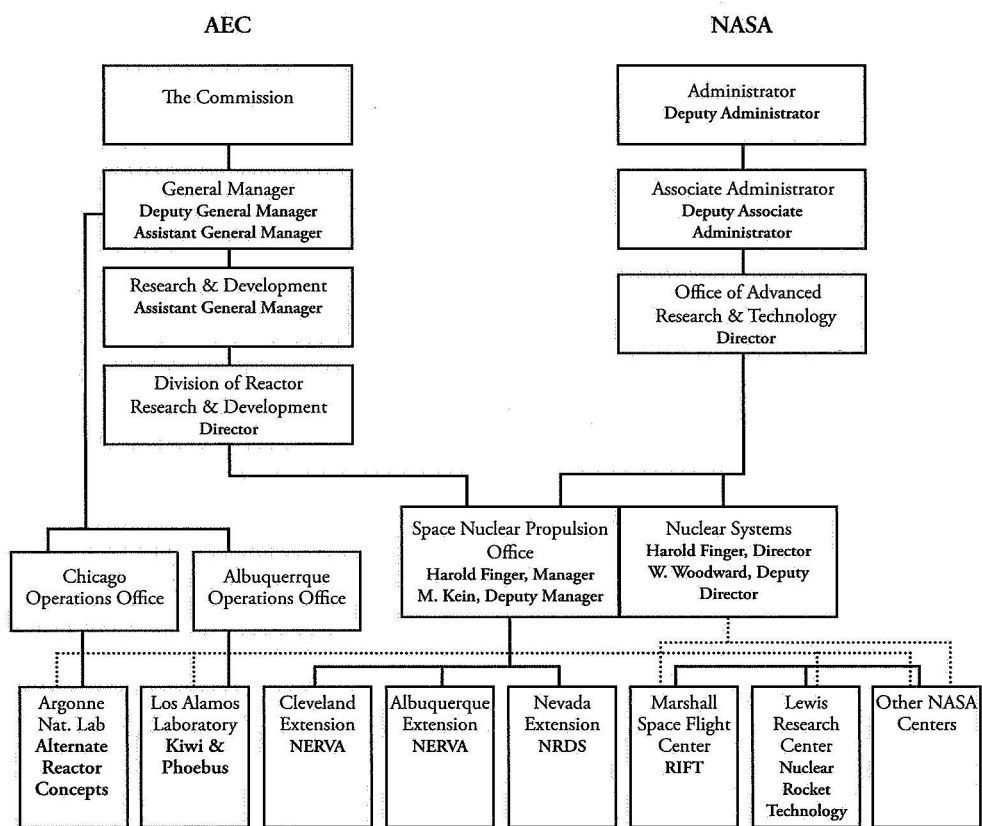 AEC
NASA
The Commission
Administrator
Deputy Administrator
General Manager
Deputy General Manager
Assistant General Manager
Associate Administrator
Deputy Associate
Administrator
Research & Development
Assistant General Manager
Office of Advanced
Research & Technology
Director
Division of Reactor
Research & Development
Director
Space Nuclear Propulsion
Office
Harold Finger, Manager
M. Kein, Deputy Manager
Nuclear Systems
Harold Finger, Director
W. Woodward, Deputy
Director
Chicago
Operations Office
Albuquerrque
Operations Office
Argonne
Nat. Lab
Alternate
Reactor
Concepts
Los Alamos
Laboratory
Kiwi &
Phoebus
Cleveland
Extension
NERVA
Albuquerque
Extension
NERVA
Nevada
Extension
NRDS
Marshall
Space Flight
Center
RIFT
Lewis
Research
Center
Nuclear
Rocket
Technology
Other NASA
Centers